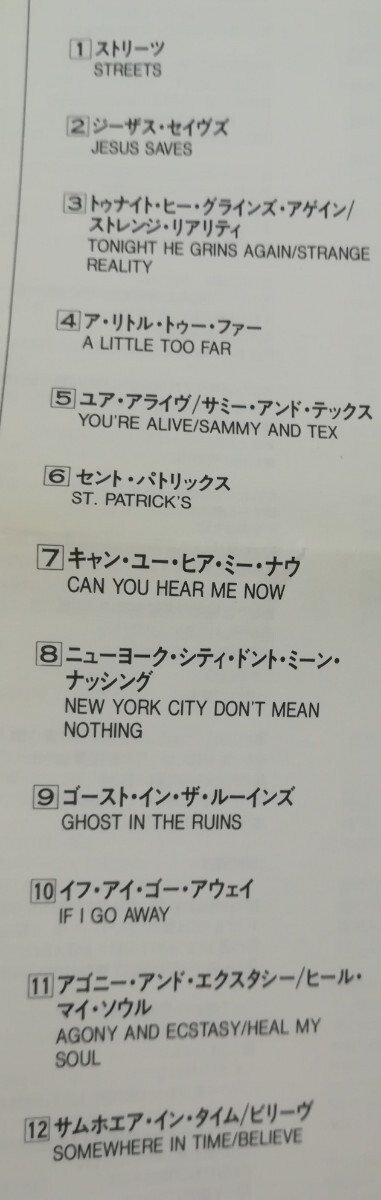 1 ストリーツ
STREETS
2 ジーザス・セイヴズ
JESUS SAVES
3 トゥナイト・ヒー・グラインズ・アゲイン/
ストレンジ・リアリティ
TONIGHT HE GRINS AGAIN/STRANGE
REALITY
4 ア・リトル・トゥー・ファー
A LITTLE TOO FAR
5 ユア・アライヴ/サミー・アンド・テックス
YOU'RE ALIVE/SAMMY AND TEX
6 セント・パトリックス
ST. PATRICK'S
7 キャン・ユー・ヒア・ミー・ナウ
CAN YOU HEAR ME NOW
8 ニューヨーク・シティ・ドント・ミーン・
ナッシング
NEW YORK CITY DON'T MEAN
NOTHING
9 ゴースト・イン・ザ・ルーインズ
GHOST IN THE RUINS
10 イフ・アイ・ゴー・アウェイ
IF I GO AWAY
11 アゴニー・アンド・エクスタシー/ヒール・
マイ・ソウル
AGONY AND ECSTASY/HEAL MY
SOUL
12 サムホエア・イン・タイム/ビリーヴ
SOMEWHERE IN TIME/BELIEVE